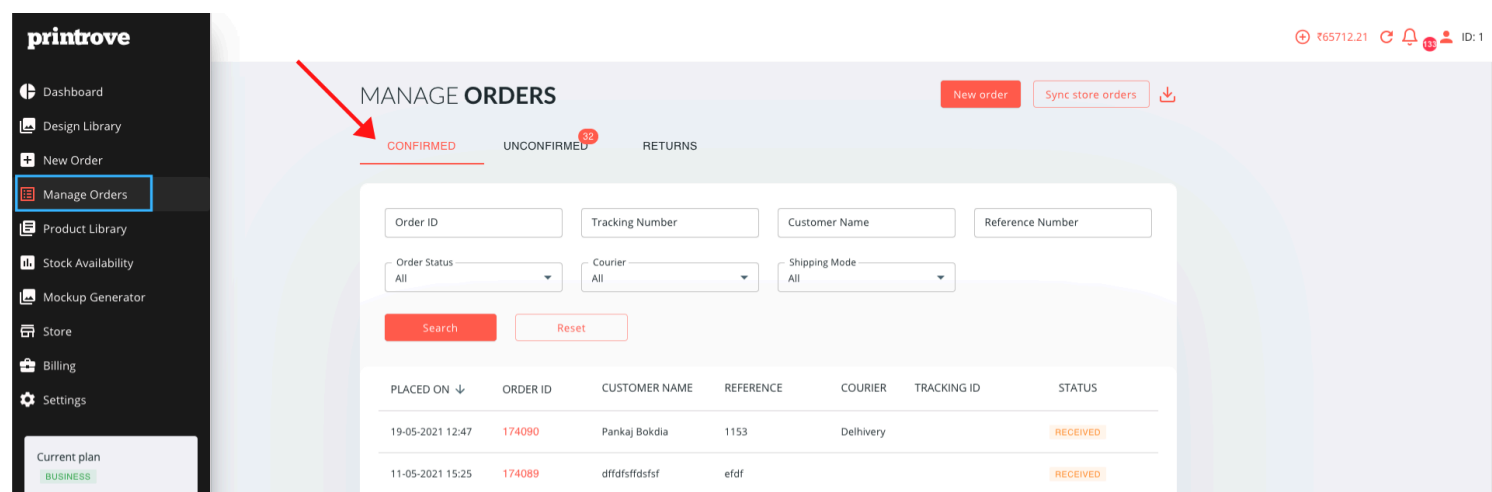 printrove
₹65712.21 133 ID: 1
Dashboard
Design Library
New Order
Manage Orders
Product Library
Stock Availability
Mockup Generator
Store
Billing
Settings
Current plan
BUSINESS
MANAGE ORDERS
New order
Sync store orders
CONFIRMED UNCONFIRMED 32 RETURNS
Order ID Tracking Number Customer Name Reference Number
Order Status Courier Shipping Mode
All All All
Search Reset
PLACED ON ORDER ID CUSTOMER NAME REFERENCE COURIER TRACKING ID STATUS
19-05-2021 12:47 174090 Pankaj Bokdia 1153 Delhivery RECEIVED
11-05-2021 15:25 174089 dffdfsffdsfsf efdf RECEIVED